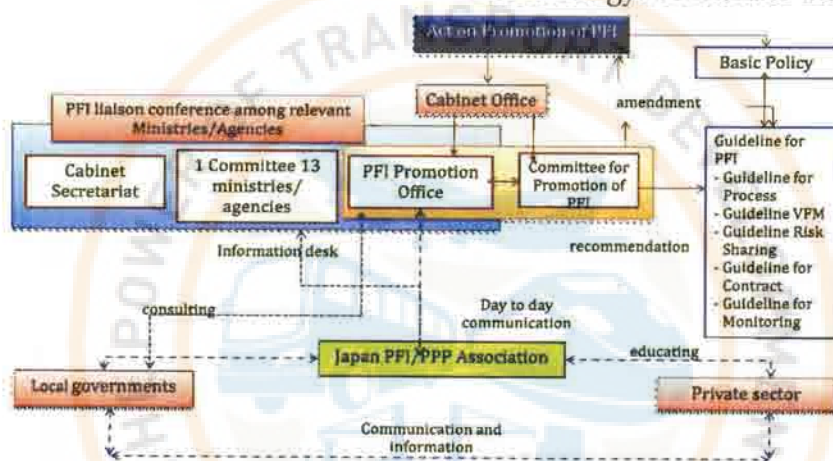 Act on Promotion of PFI
Basic Policy
Cabinet Office
amendment
PFI liaison conference among relevant
Ministries/Agencies
Cabinet
Secretariat
1 Committee 13
ministries/
agencies
PFI Promotion
Office
Committee for
Promotion of
PFI
Guideline for
PFI
- Guideline for
Process
- Guideline VFM
- Guideline Risk
Sharing
- Guideline for
Contract
- Guideline for
Monitoring
Information desk
recommendation
consulting
Day to day
communication
Japan PFI/PPP Association
educating
Local governments
Private sector
Communication and
information